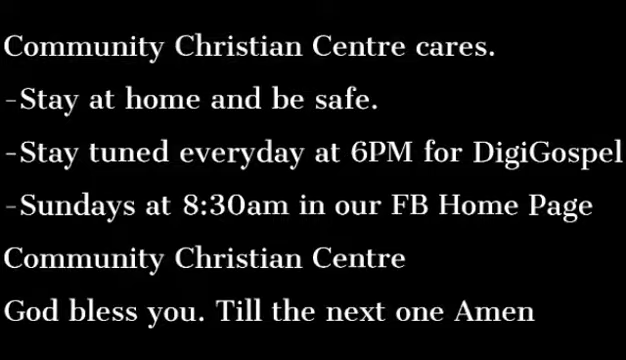 Community Christian Centre cares.
-Stay at home and be safe.
-Stay tuned everyday at 6PM for DigiGospel
-Sundays at 8:30am in our FB Home Page
Community Christian Centre
God bless you. Till the next one Amen